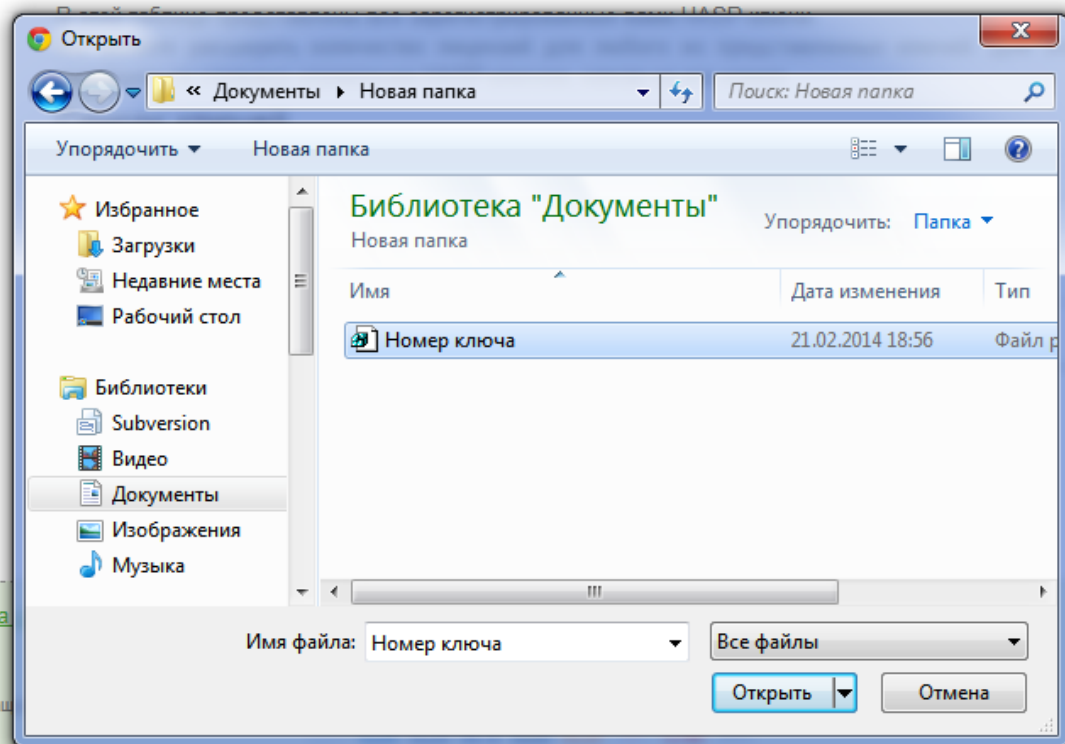 Открыть
« Документы Новая папка
Поиск: Новая папка
Упорядочить Новая папка
Избранное
Загрузки
Недавние места
Рабочий стол
Библиотеки
Subversion
Видео
Документы
Изображения
Музыка
Библиотека "Документы"
Новая папка
Упорядочить: Папка
Имя Дата изменения Тип
Номер ключа 21.02.2014 18:56 Файл р
Имя файла: Номер ключа
Все файлы
Открыть Отмена